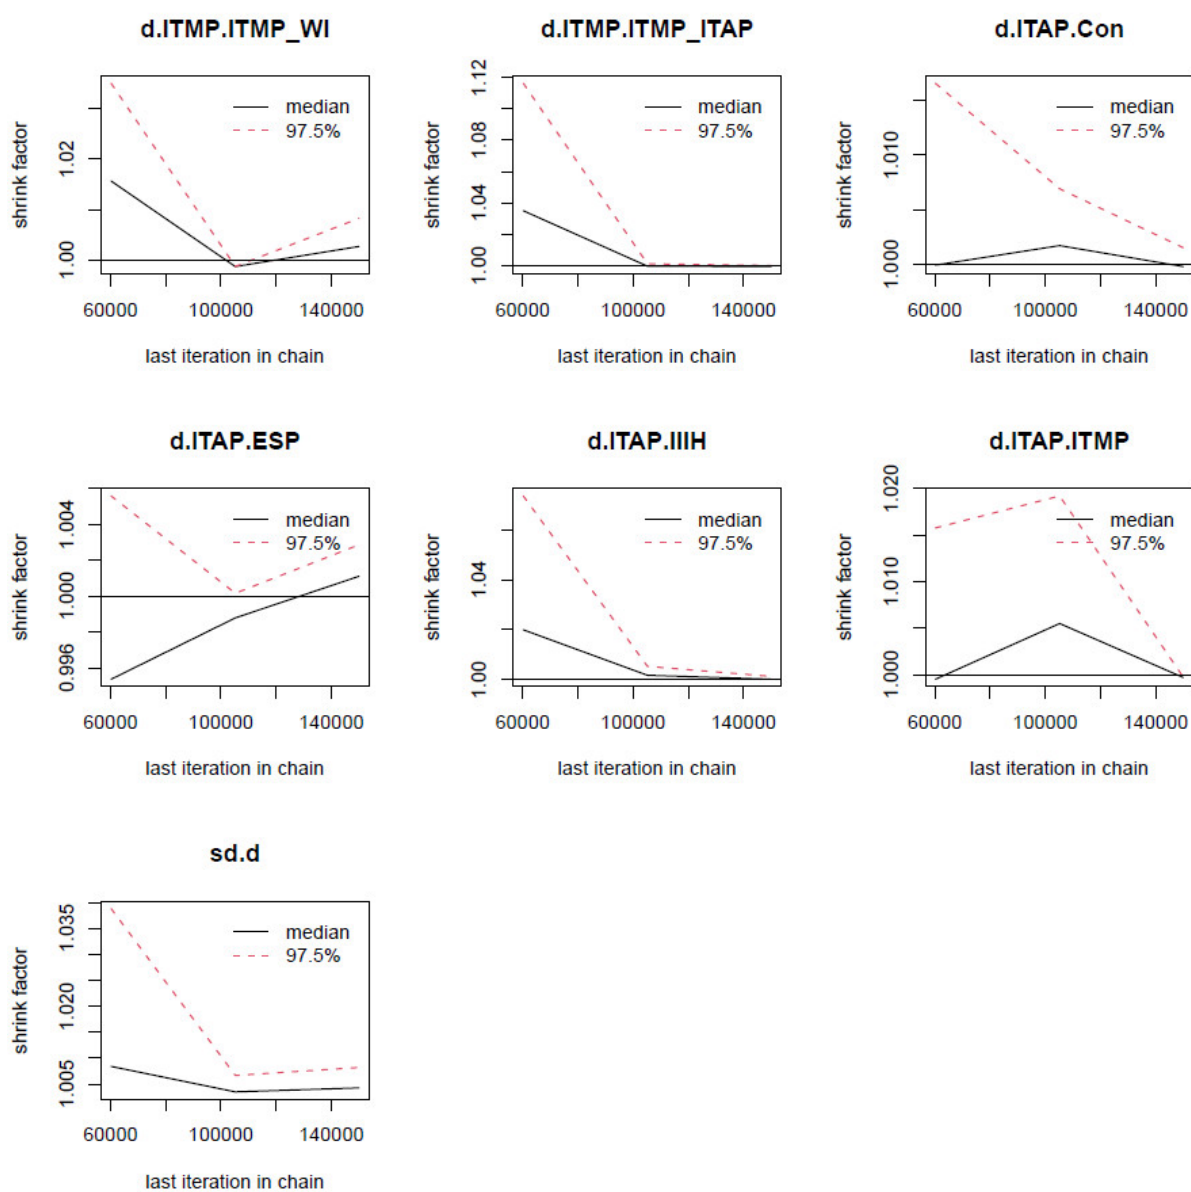 d.ITMP.ITMP_WI
shrink factor
1.02
1.00
median
97.5%
60000 100000 140000
last iteration in chain
d.ITMP.ITMP_ITAP
shrink factor
1.12
1.08
1.04
1.00
median
97.5%
60000 100000 140000
last iteration in chain
d.ITAP.Con
shrink factor
1.010
1.000
median
97.5%
60000 100000 140000
last iteration in chain
d.ITAP.ESP
shrink factor
1.004
1.000
0.996
median
97.5%
60000 100000 140000
last iteration in chain
d.ITAP.IIIH
shrink factor
1.04
1.00
median
97.5%
60000 100000 140000
last iteration in chain
d.ITAP.ITMP
shrink factor
1.020
1.010
1.000
median
97.5%
60000 100000 140000
last iteration in chain
sd.d
shrink factor
1.035
1.020
1.005
median
97.5%
60000 100000 140000
last iteration in chain